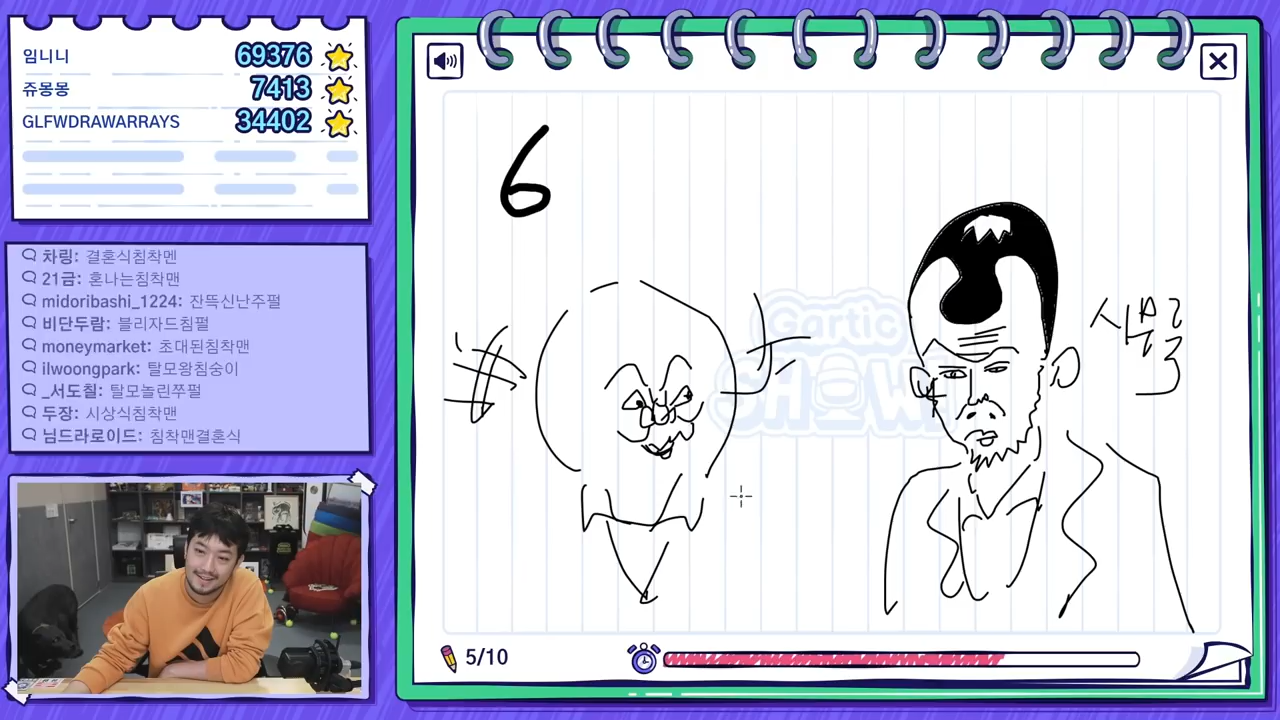 임니니 69376
쥬몽몽 7413
GLFWDRAWARRAYS 34402
차링: 결혼식침착멘
21금: 혼나는침착맨
midoribashi_1224: 잔뜩신난주펄
비단두람: 블리자드침펄
moneymarket: 초대된침착맨
ilwoongpark: 탈모왕침숭이
_서도칠: 탈모놀린쭈펄
두장: 시상식침착맨
님드라로이드: 침착맨결혼식
6
Gartic
SHOW!
5/10